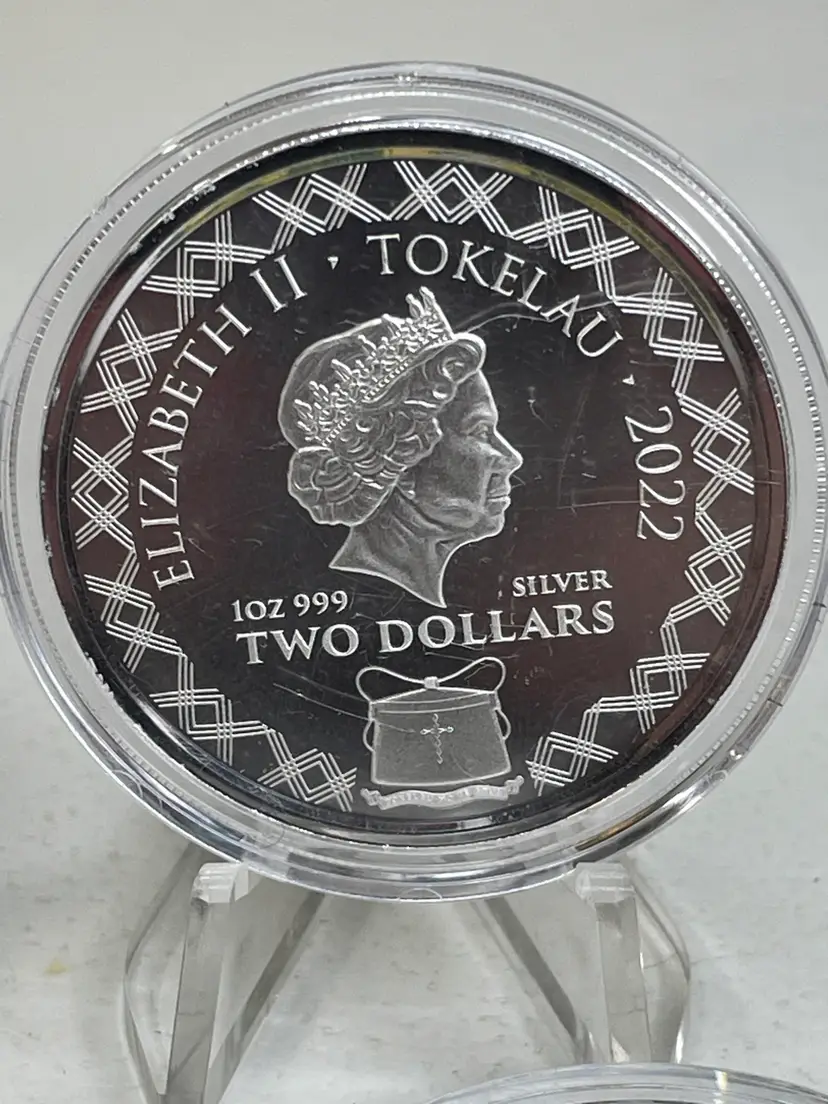 ELIZABETH II • TOKELAU • 2022
1OZ 999 SILVER
TWO DOLLARS